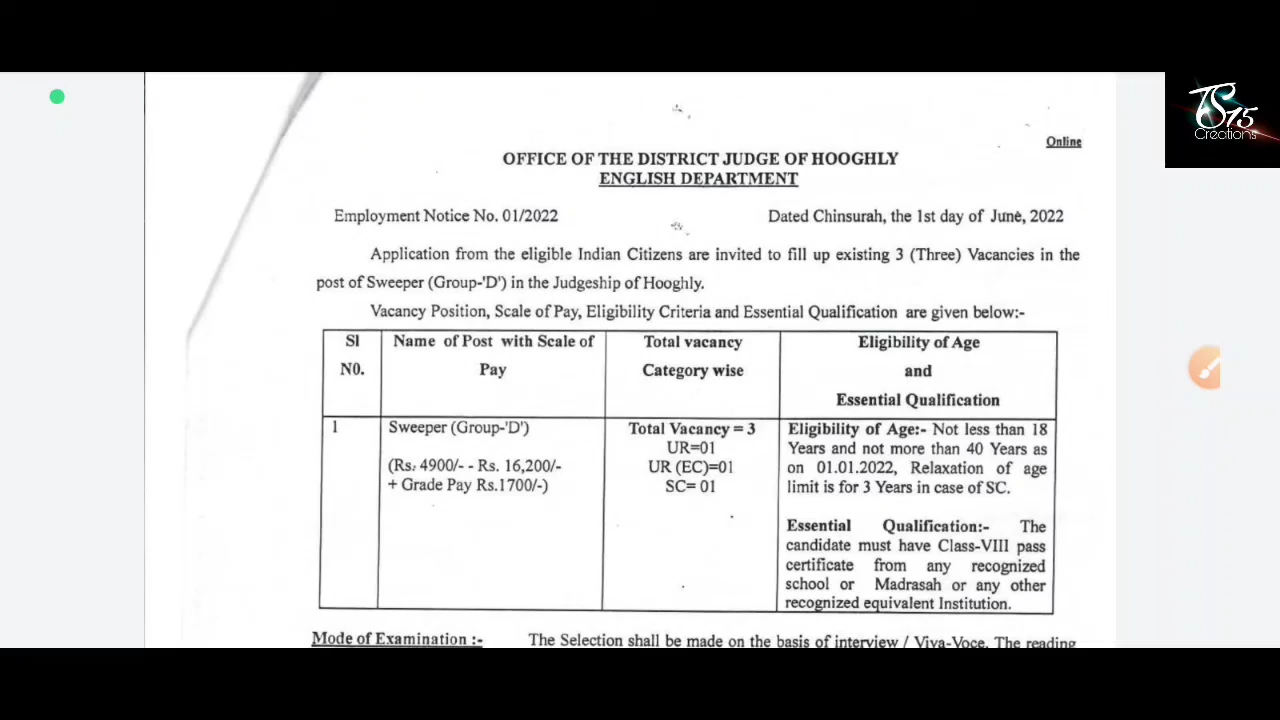 TS15
Creations
Online
OFFICE OF THE DISTRICT JUDGE OF HOOGHLY
ENGLISH DEPARTMENT
Employment Notice No. 01/2022
Dated Chinsurah, the 1st day of June, 2022
Application from the eligible Indian Citizens are invited to fill up existing 3 (Three) Vacancies in the
post of Sweeper (Group-'D') in the Judgeship of Hooghly.
Vacancy Position, Scale of Pay, Eligibility Criteria and Essential Qualification are given below:-
Sl
N0.
Name of Post with Scale of
Pay
Total vacancy
Category wise
Eligibility of Age
and
Essential Qualification
1
Sweeper (Group-'D')
(Rs. 4900/- - Rs. 16,200/-
+ Grade Pay Rs.1700/-)
Total Vacancy = 3
UR=01
UR (EC)=01
SC= 01
Eligibility of Age:- Not less than 18
Years and not more than 40 Years as
on 01.01.2022, Relaxation of age
limit is for 3 Years in case of SC.
Essential Qualification:- The
candidate must have Class-VIII pass
certificate from any recognized
school or Madrasah or any other
recognized equivalent Institution.
Mode of Examination :- The Selection shall be made on the basis of interview / Viva-Voce. The reading